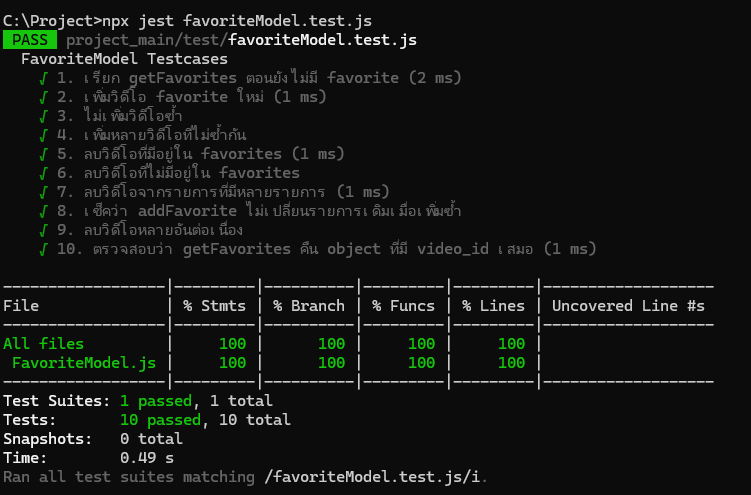 C:\Project>npx jest favoriteModel.test.js
PASS project_main/test/favoriteModel.test.js
FavoriteModel Testcases
√ 1. เรียก getFavorites ตอนยังไม่มี favorite (2 ms)
√ 2. เพิ่มวิดีโอ favorite ใหม่ (1 ms)
√ 3. ไม่เพิ่มวิดีโอซ้ำ
√ 4. เพิ่มหลายวิดีโอที่ไม่ซ้ำกัน
√ 5. ลบวิดีโอที่มีอยู่ใน favorites (1 ms)
√ 6. ลบวิดีโอที่ไม่มีอยู่ใน favorites
√ 7. ลบวิดีโอจากรายการที่มีหลายรายการ (1 ms)
√ 8. เช็คว่า addFavorite ไม่เปลี่ยนรายการเดิมเมื่อเพิ่มซ้ำ
√ 9. ลบวิดีโอหลายอันต่อเนื่อง
√ 10. ตรวจสอบว่า getFavorites คืน object ที่มี video_id เสมอ (1 ms)
------------------|---------|----------|---------|---------|-------------------
File | % Stmts | % Branch | % Funcs | % Lines | Uncovered Line #s
------------------|---------|----------|---------|---------|-------------------
All files | 100 | 100 | 100 | 100 |
FavoriteModel.js | 100 | 100 | 100 | 100 |
------------------|---------|----------|---------|---------|-------------------
Test Suites: 1 passed, 1 total
Tests: 10 passed, 10 total
Snapshots: 0 total
Time: 0.49 s
Ran all test suites matching /favoriteModel.test.js/i.